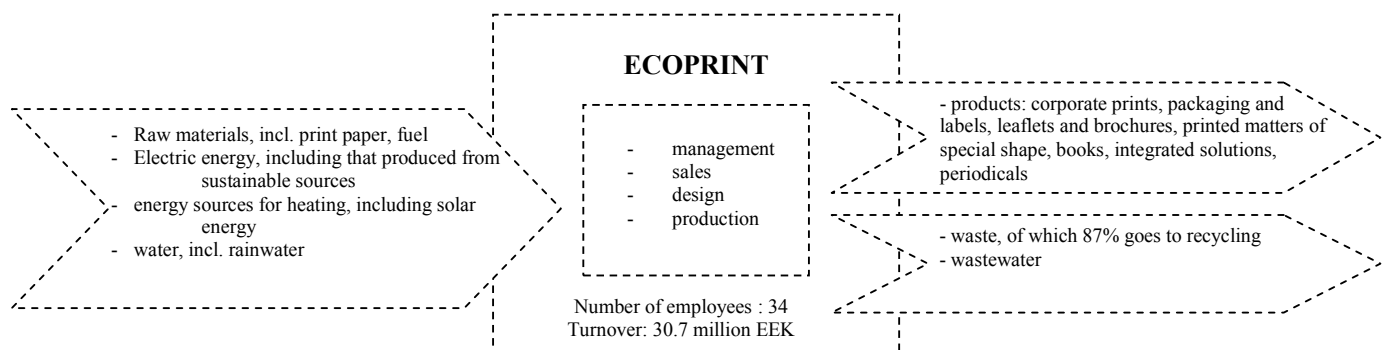 ECOPRINT
- Raw materials, incl. print paper, fuel
- Electric energy, including that produced from
sustainable sources
- energy sources for heating, including solar
energy
- water, incl. rainwater
- management
- sales
- design
- production
Number of employees : 34
Turnover: 30.7 million EEK
- products: corporate prints, packaging and
labels, leaflets and brochures, printed matters of
special shape, books, integrated solutions,
periodicals
- waste, of which 87% goes to recycling
- wastewater